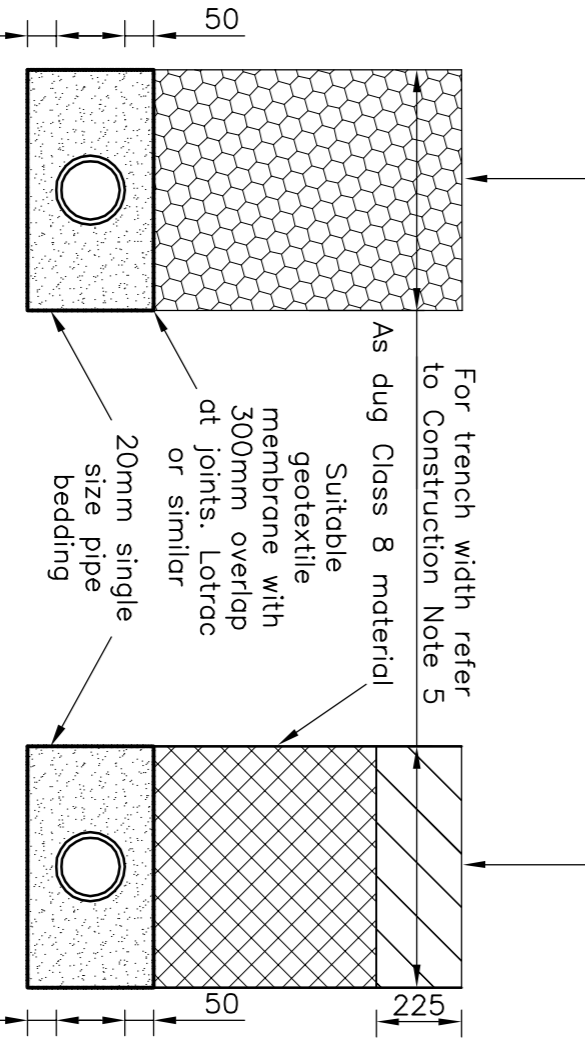 50
For trench width refer
to Construction Note 5
As dug Class 8 material
Suitable
geotextile
membrane with
300mm overlap
at joints. Lotrac
or similar
20mm single
size pipe
bedding
50
225